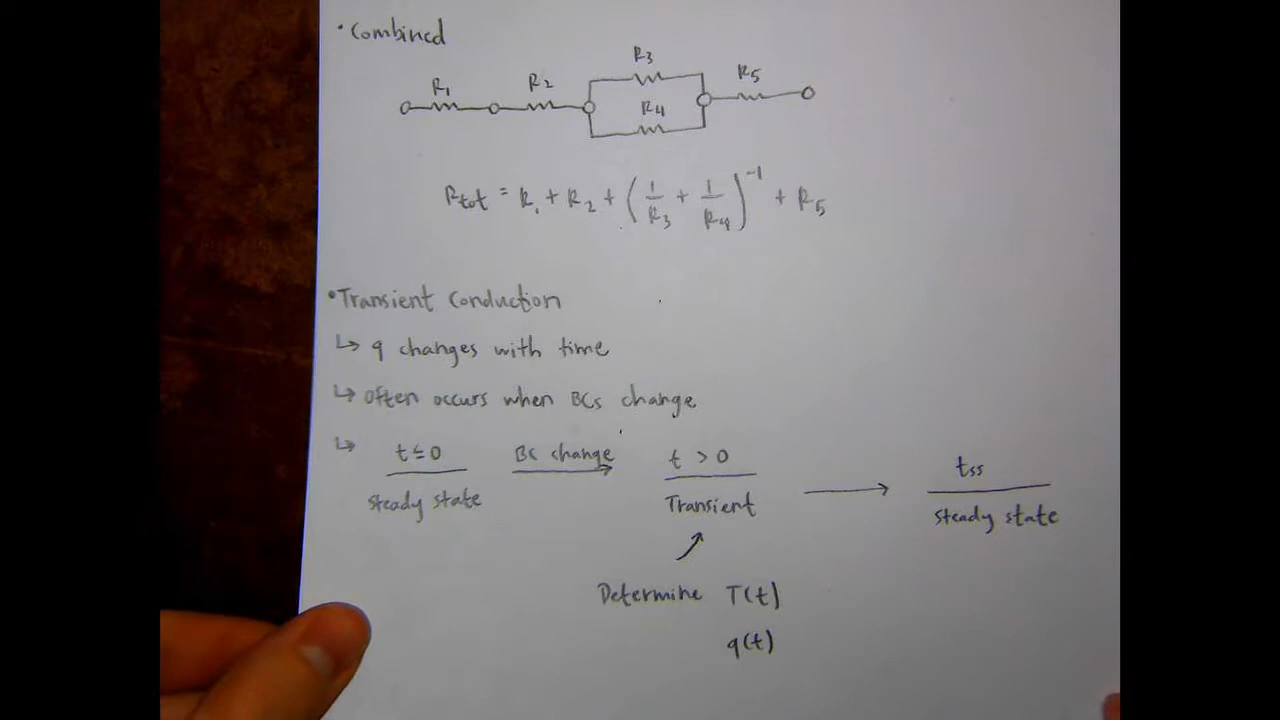 • Combined
R3
R1 R2 R5
R4
Rtot = R1 + R2 + (1/R3 + 1/R4)^-1 + R5
• Transient Conduction
↳ q changes with time
↳ often occurs when BCs change
↳ t ≤ 0 BC change t > 0 → tss
steady state Transient steady state
Determine T(t)
q(t)